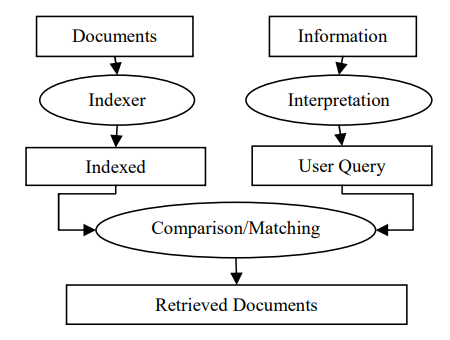 Documents
Information
Indexer
Interpretation
Indexed
User Query
Comparison/Matching
Retrieved Documents